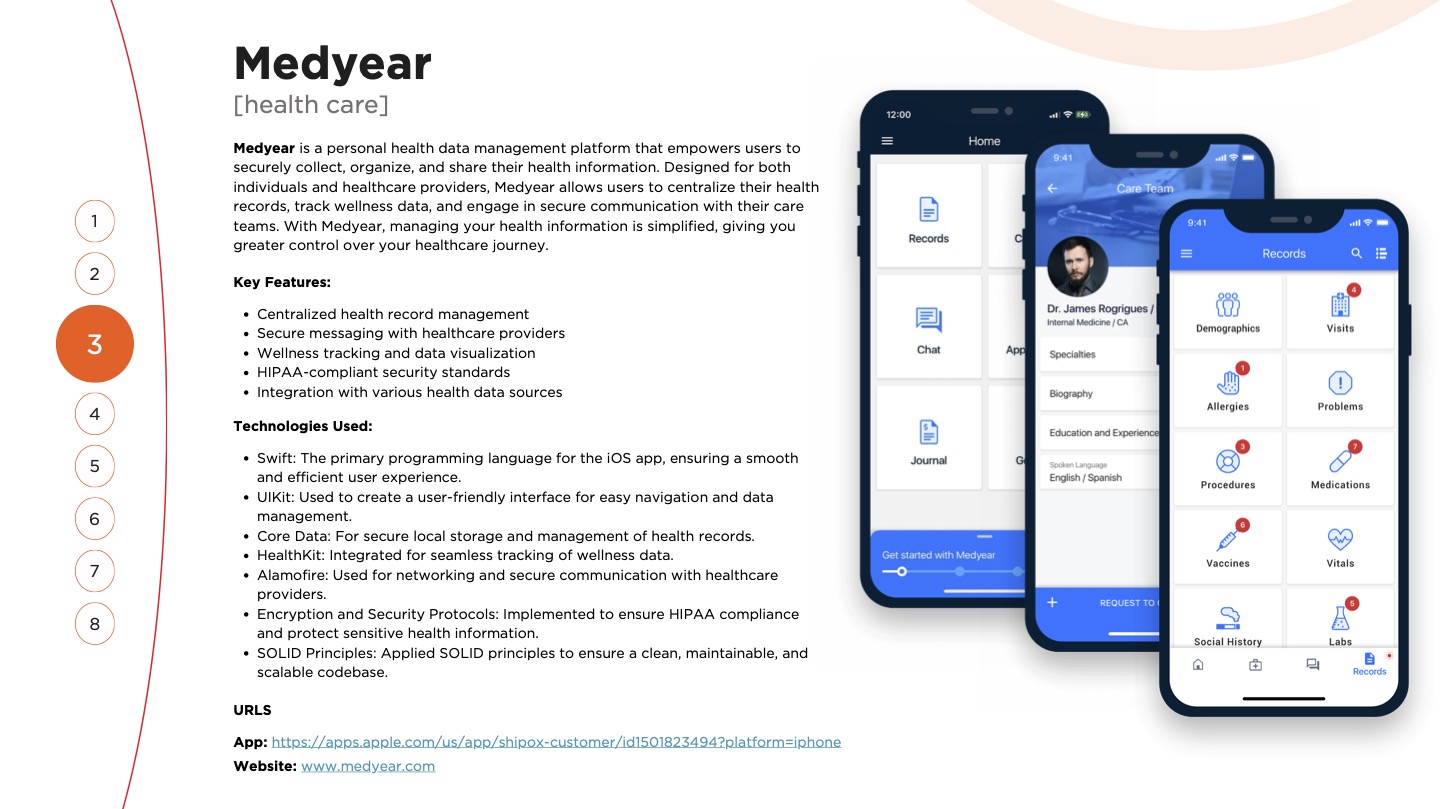 Medyear
[health care]
Medyear is a personal health data management platform that empowers users to
securely collect, organize, and share their health information. Designed for both
individuals and healthcare providers, Medyear allows users to centralize their health
records, track wellness data, and engage in secure communication with their care
teams. With Medyear, managing your health information is simplified, giving you
greater control over your healthcare journey.
Key Features:
• Centralized health record management
• Secure messaging with healthcare providers
• Wellness tracking and data visualization
• HIPAA-compliant security standards
• Integration with various health data sources
Technologies Used:
• Swift: The primary programming language for the iOS app, ensuring a smooth
and efficient user experience.
• UIKit: Used to create a user-friendly interface for easy navigation and data
management.
• Core Data: For secure local storage and management of health records.
• HealthKit: Integrated for seamless tracking of wellness data.
• Alamofire: Used for networking and secure communication with healthcare
providers.
• Encryption and Security Protocols: Implemented to ensure HIPAA compliance
and protect sensitive health information.
• SOLID Principles: Applied SOLID principles to ensure a clean, maintainable, and
scalable codebase.
URLS
App: https://apps.apple.com/us/app/shipox-customer/id1501823494?platform=iphone
Website: www.medyear.com
1
2
3
4
5
6
7
8
12:00
Home
Records
Chat
Journal
Get started with Medyear
9:41
Care Team
Dr. James Rogrigues /
Internal Medicine / CA
Specialties
Biography
Education and Experience
Spoken Language
English / Spanish
REQUEST TO
9:41
Records
4
Demographics
Visits
1
Allergies
Problems
3
7
Procedures
Medications
6
Vaccines
Vitals
5
Social History
Labs
Records